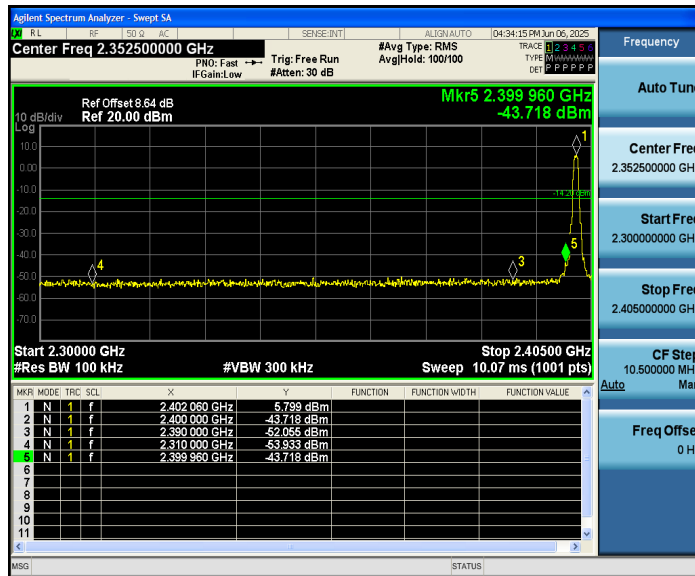 Agilent Spectrum Analyzer - Swept SA
LXI RL RF 50 Ω AC SENSE:INT ALIGN AUTO 04:34:15 PM Jun 06, 2025
Center Freq 2.352500000 GHz
PNO: Fast
IFGain:Low
Trig: Free Run
#Atten: 30 dB
#Avg Type: RMS
Avg|Hold: 100/100
TRACE 1 2 3 4 5 6
TYPE MWWWWW
DET P P P P P P
Ref Offset 8.64 dB
10 dB/div Ref 20.00 dBm
Log
Mkr5 2.399 960 GHz
-43.718 dBm
10.0
0.00
-10.0
-20.0
-30.0
-40.0
-50.0
-60.0
-70.0
-14.20 dBm
1
5
4
3
Start 2.30000 GHz Stop 2.40500 GHz
#Res BW 100 kHz #VBW 300 kHz Sweep 10.07 ms (1001 pts)
MKR MODE TRC SCL X Y FUNCTION FUNCTION WIDTH FUNCTION VALUE
1 N 1 f 2.402 060 GHz 5.799 dBm
2 N 1 f 2.400 000 GHz -43.718 dBm
3 N 1 f 2.390 000 GHz -52.055 dBm
4 N 1 f 2.310 000 GHz -53.933 dBm
5 N 1 f 2.399 960 GHz -43.718 dBm
6
7
8
9
10
11
MSG STATUS
Frequency
Auto Tun
Center Fre
2.352500000 GH
Start Fre
2.300000000 GH
Stop Fre
2.405000000 GH
CF Step
10.500000 MH
Auto Ma
Freq Offse
0 H